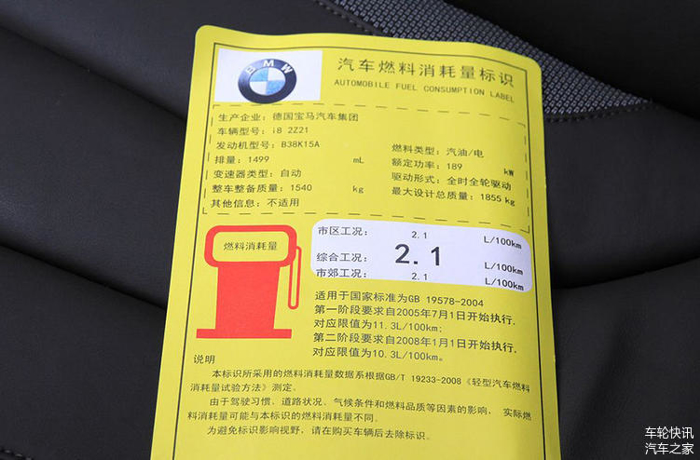 BMW
汽车燃料消耗量标识
AUTOMOBILE FUEL CONSUMPTION LABEL
生产企业：德国宝马汽车集团
车辆型号：i8 2Z21
发动机型号：B38K15A 燃料类型：汽油/电
排量：1499 mL 额定功率：189 kW
变速器类型：自动 驱动形式：全时全轮驱动
整车整备质量：1540 kg 最大设计总质量：1855 kg
其他信息：不适用
燃料消耗量
市区工况： 2.1 L/100km
综合工况： 2.1 L/100km
市郊工况： 2.1 L/100km
适用于国家标准为GB 19578-2004
第一阶段要求自2005年7月1日开始执行，
对应限值为11.3L/100km；
第二阶段要求自2008年1月1日开始执行，
对应限值为10.3L/100km。
说明
本标识所采用的燃料消耗量数据系根据GB/T 19233-2008《轻型汽车燃料
消耗量试验方法》测定。
由于驾驶习惯、道路状况、气候条件和燃料品质等因素的影响，实际燃
料消耗量可能与本标识的燃料消耗量不同。
为避免标识影响视野，请在购买车辆后去除标识。
车轮快讯
汽车之家